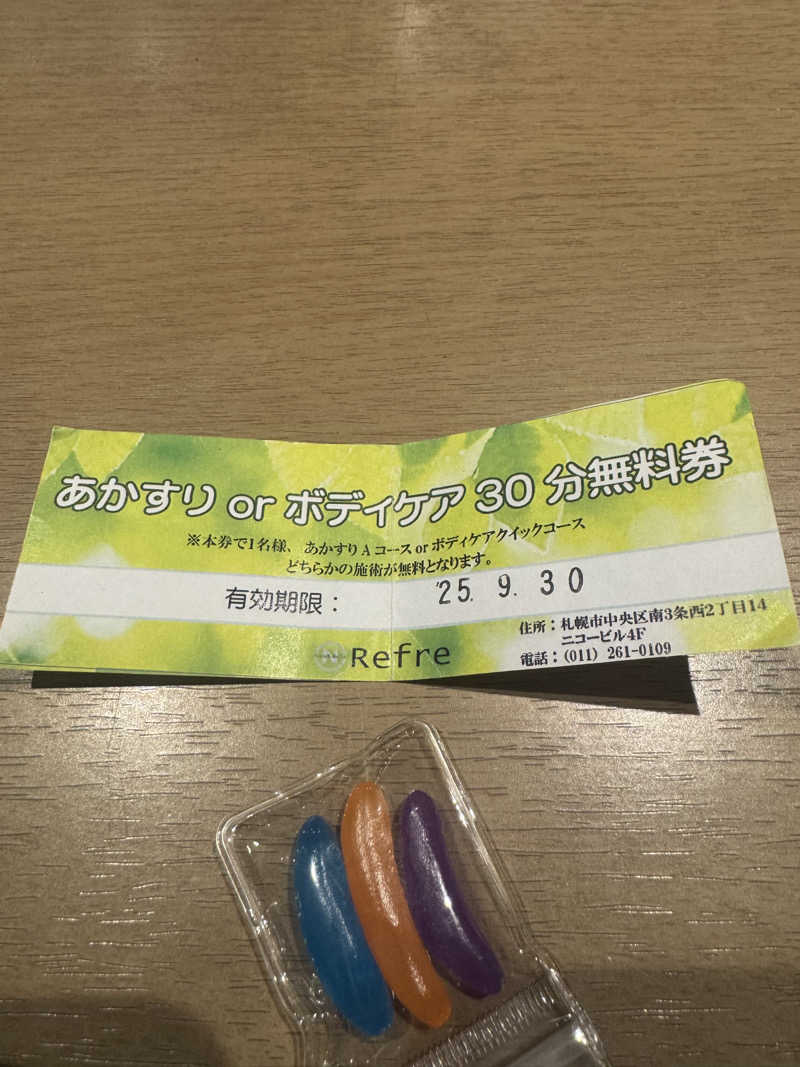 あかすり or ボディケア 30 分無料券
※本券で1名様、あかすり A コース or ボディケアクイックコース
どちらかの施術が無料となります。
有効期限： '25. 9. 30
Refre
住所：札幌市中央区南3条西2丁目14
ニコービル4F
電話：(011) 261-0109